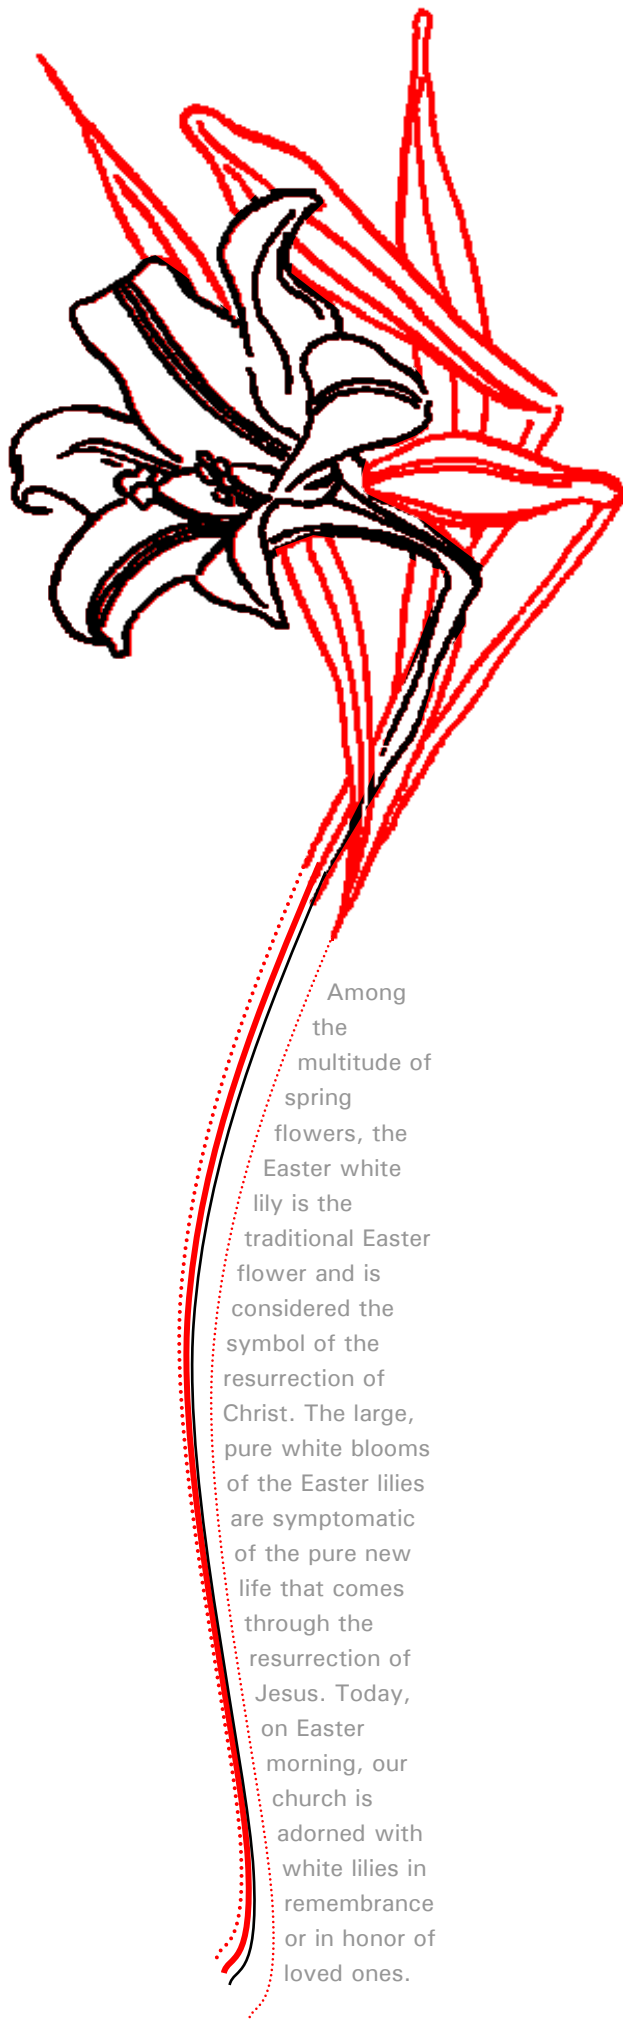 Among
the
multitude of
spring
flowers, the
Easter white
lily is the
traditional Easter
flower and is
considered the
symbol of the
resurrection of
Christ. The large,
pure white blooms
of the Easter lilies
are symptomatic
of the pure new
life that comes
through the
resurrection of
Jesus. Today,
on Easter
morning, our
church is
adorned with
white lilies in
remembrance
or in honor of
loved ones.